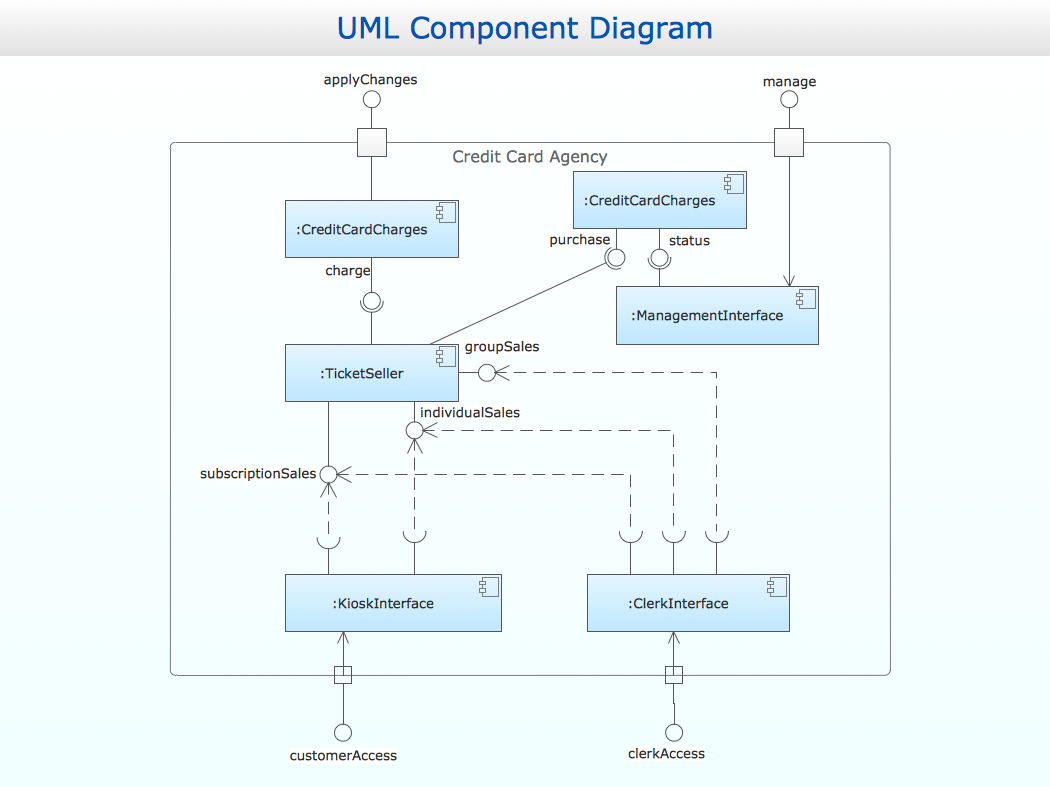 UML Component Diagram
applyChanges
manage
Credit Card Agency
:CreditCardCharges
:CreditCardCharges
purchase
status
charge
:ManagementInterface
groupSales
:TicketSeller
individualSales
subscriptionSales
:KioskInterface
:ClerkInterface
customerAccess
clerkAccess